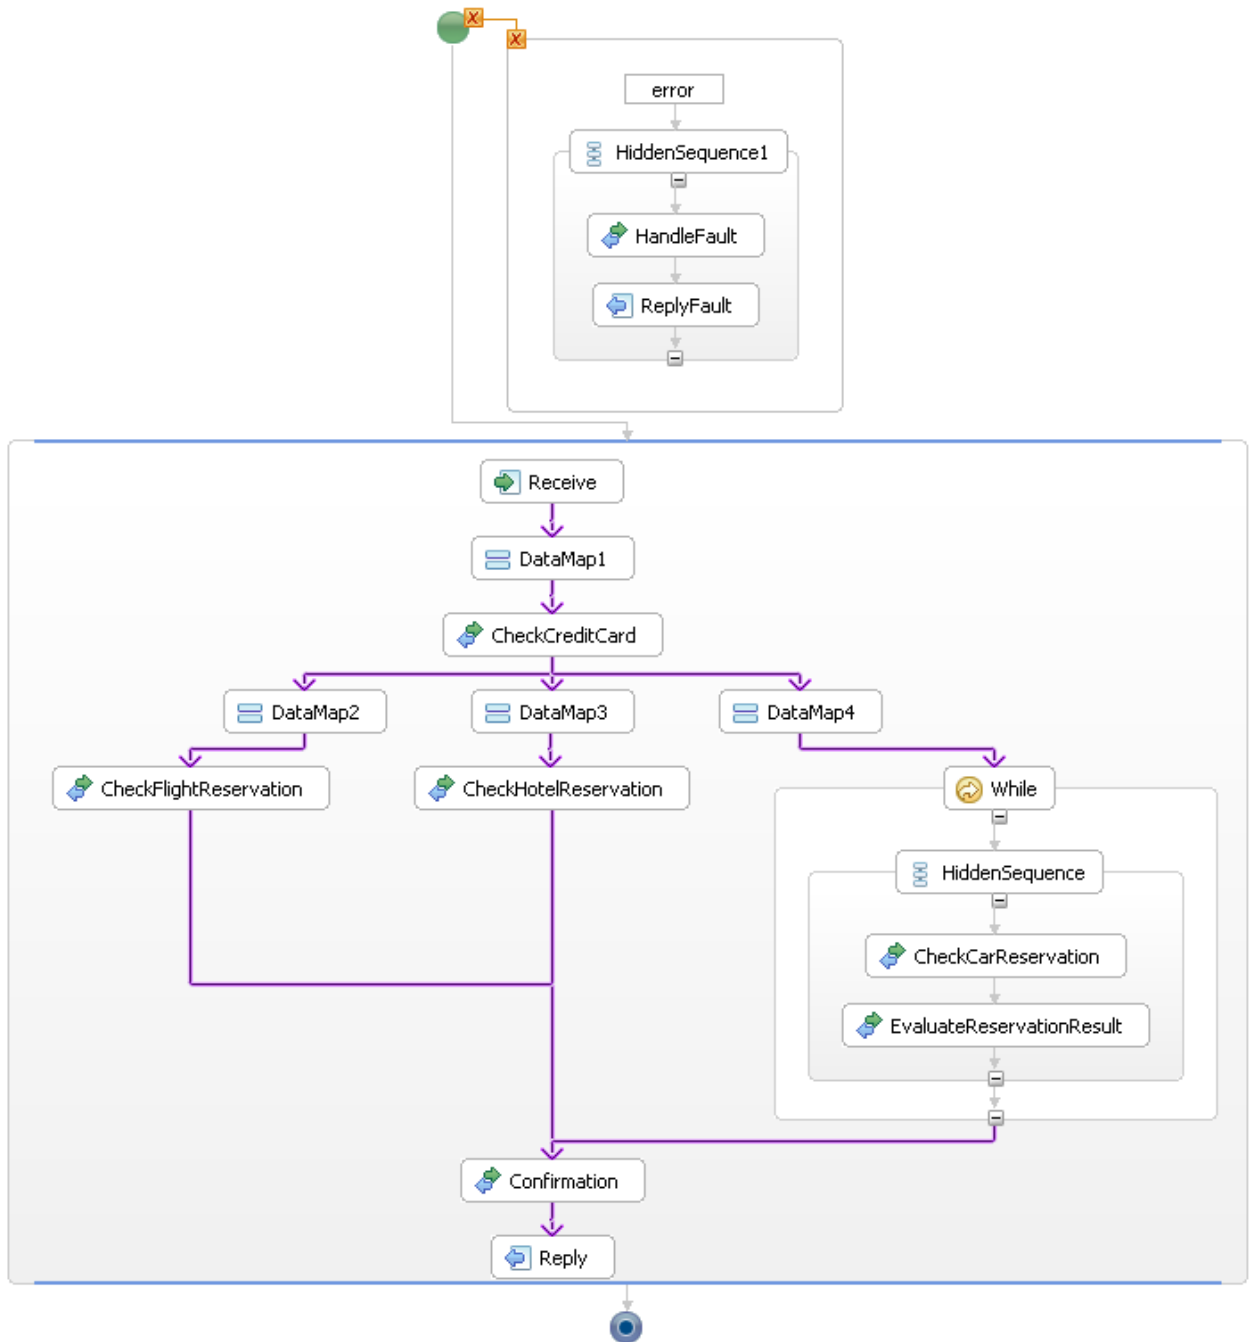 error
HiddenSequence1
HandleFault
ReplyFault
Receive
DataMap1
CheckCreditCard
DataMap2
DataMap3
DataMap4
CheckFlightReservation
CheckHotelReservation
While
HiddenSequence
CheckCarReservation
EvaluateReservationResult
Confirmation
Reply